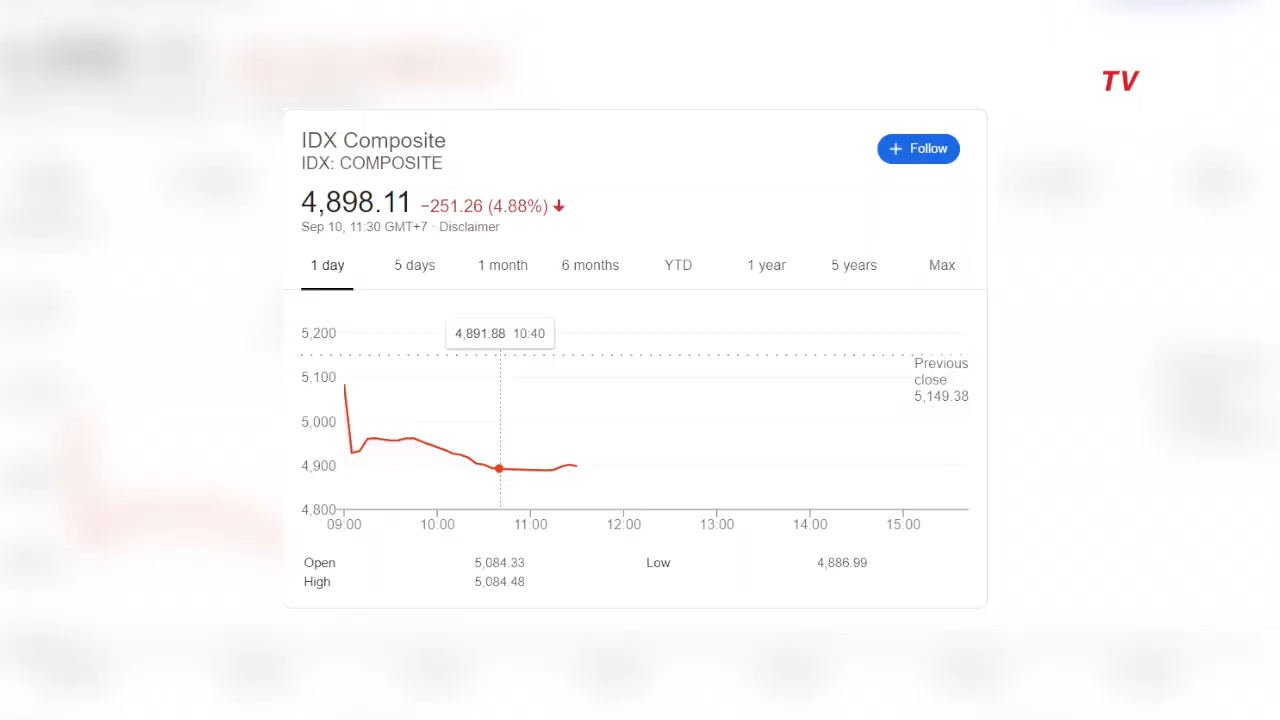 TV
IDX Composite
IDX: COMPOSITE
+ Follow
4,898.11 −251.26 (4.88%) ↓
Sep 10, 11:30 GMT+7 · Disclaimer
1 day 5 days 1 month 6 months YTD 1 year 5 years Max
4,891.88 10:40
5,200
5,100
5,000
4,900
4,800
Previous
close
5,149.38
09:00 10:00 11:00 12:00 13:00 14:00 15:00
Open 5,084.33 Low 4,886.99
High 5,084.48